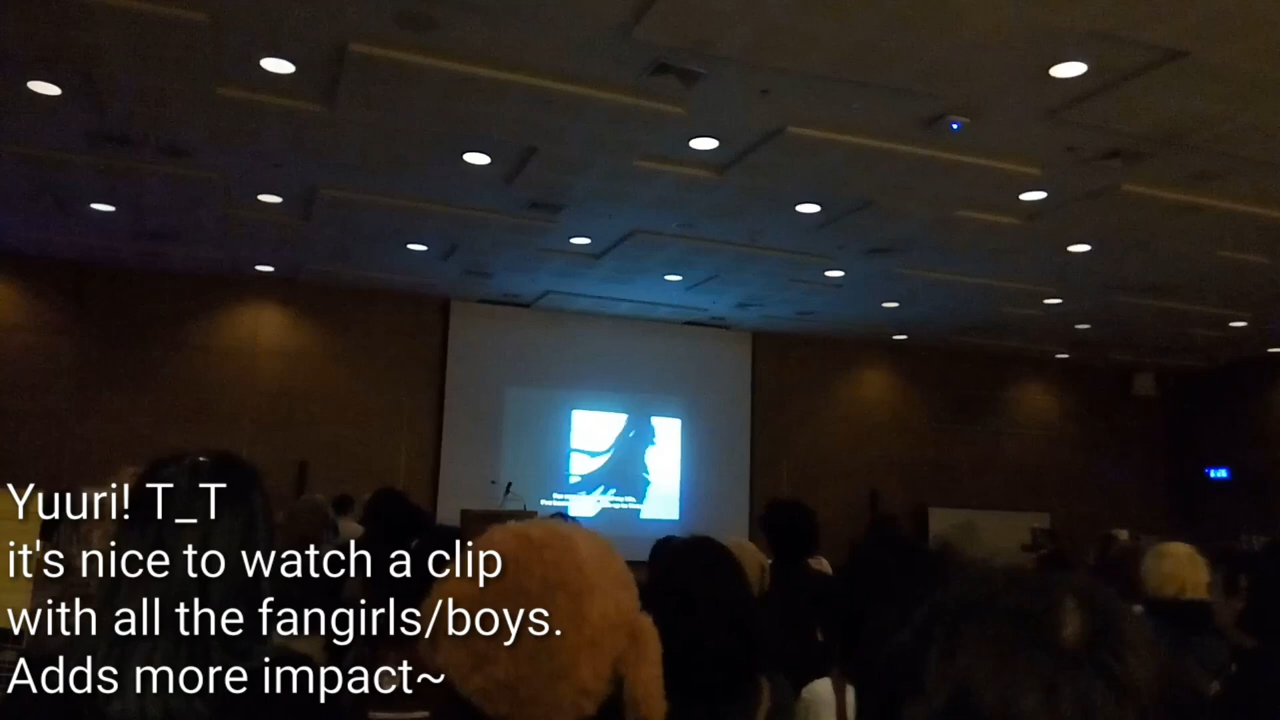 Yuuri! T_T
it's nice to watch a clip
with all the fangirls/boys.
Adds more impact~